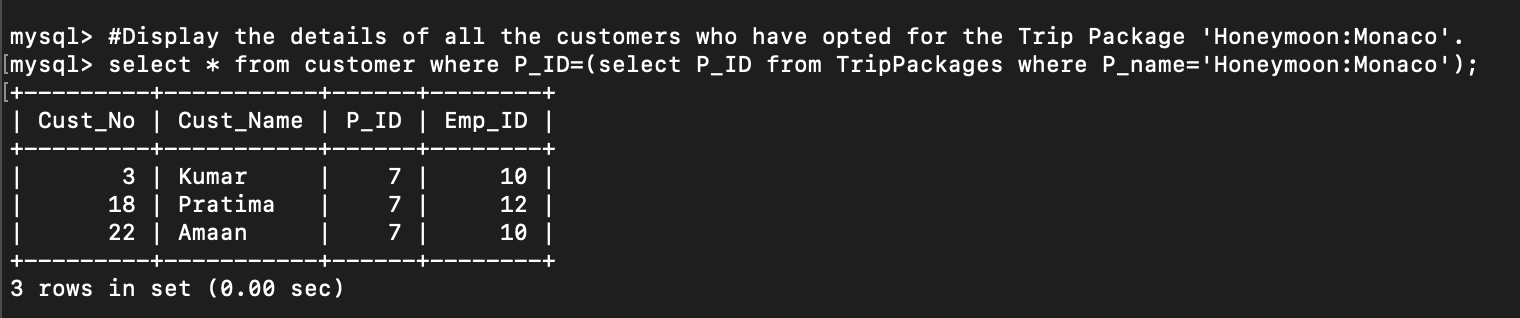 mysql> #Display the details of all the customers who have opted for the Trip Package 'Honeymoon:Monaco'.
[mysql> select * from customer where P_ID=(select P_ID from TripPackages where P_name='Honeymoon:Monaco');
[+---------+-----------+------+--------+
| Cust_No | Cust_Name | P_ID | Emp_ID |
+---------+-----------+------+--------+
|       3 | Kumar     |    7 |     10 |
|      18 | Pratima   |    7 |     12 |
|      22 | Amaan     |    7 |     10 |
+---------+-----------+------+--------+
3 rows in set (0.00 sec)